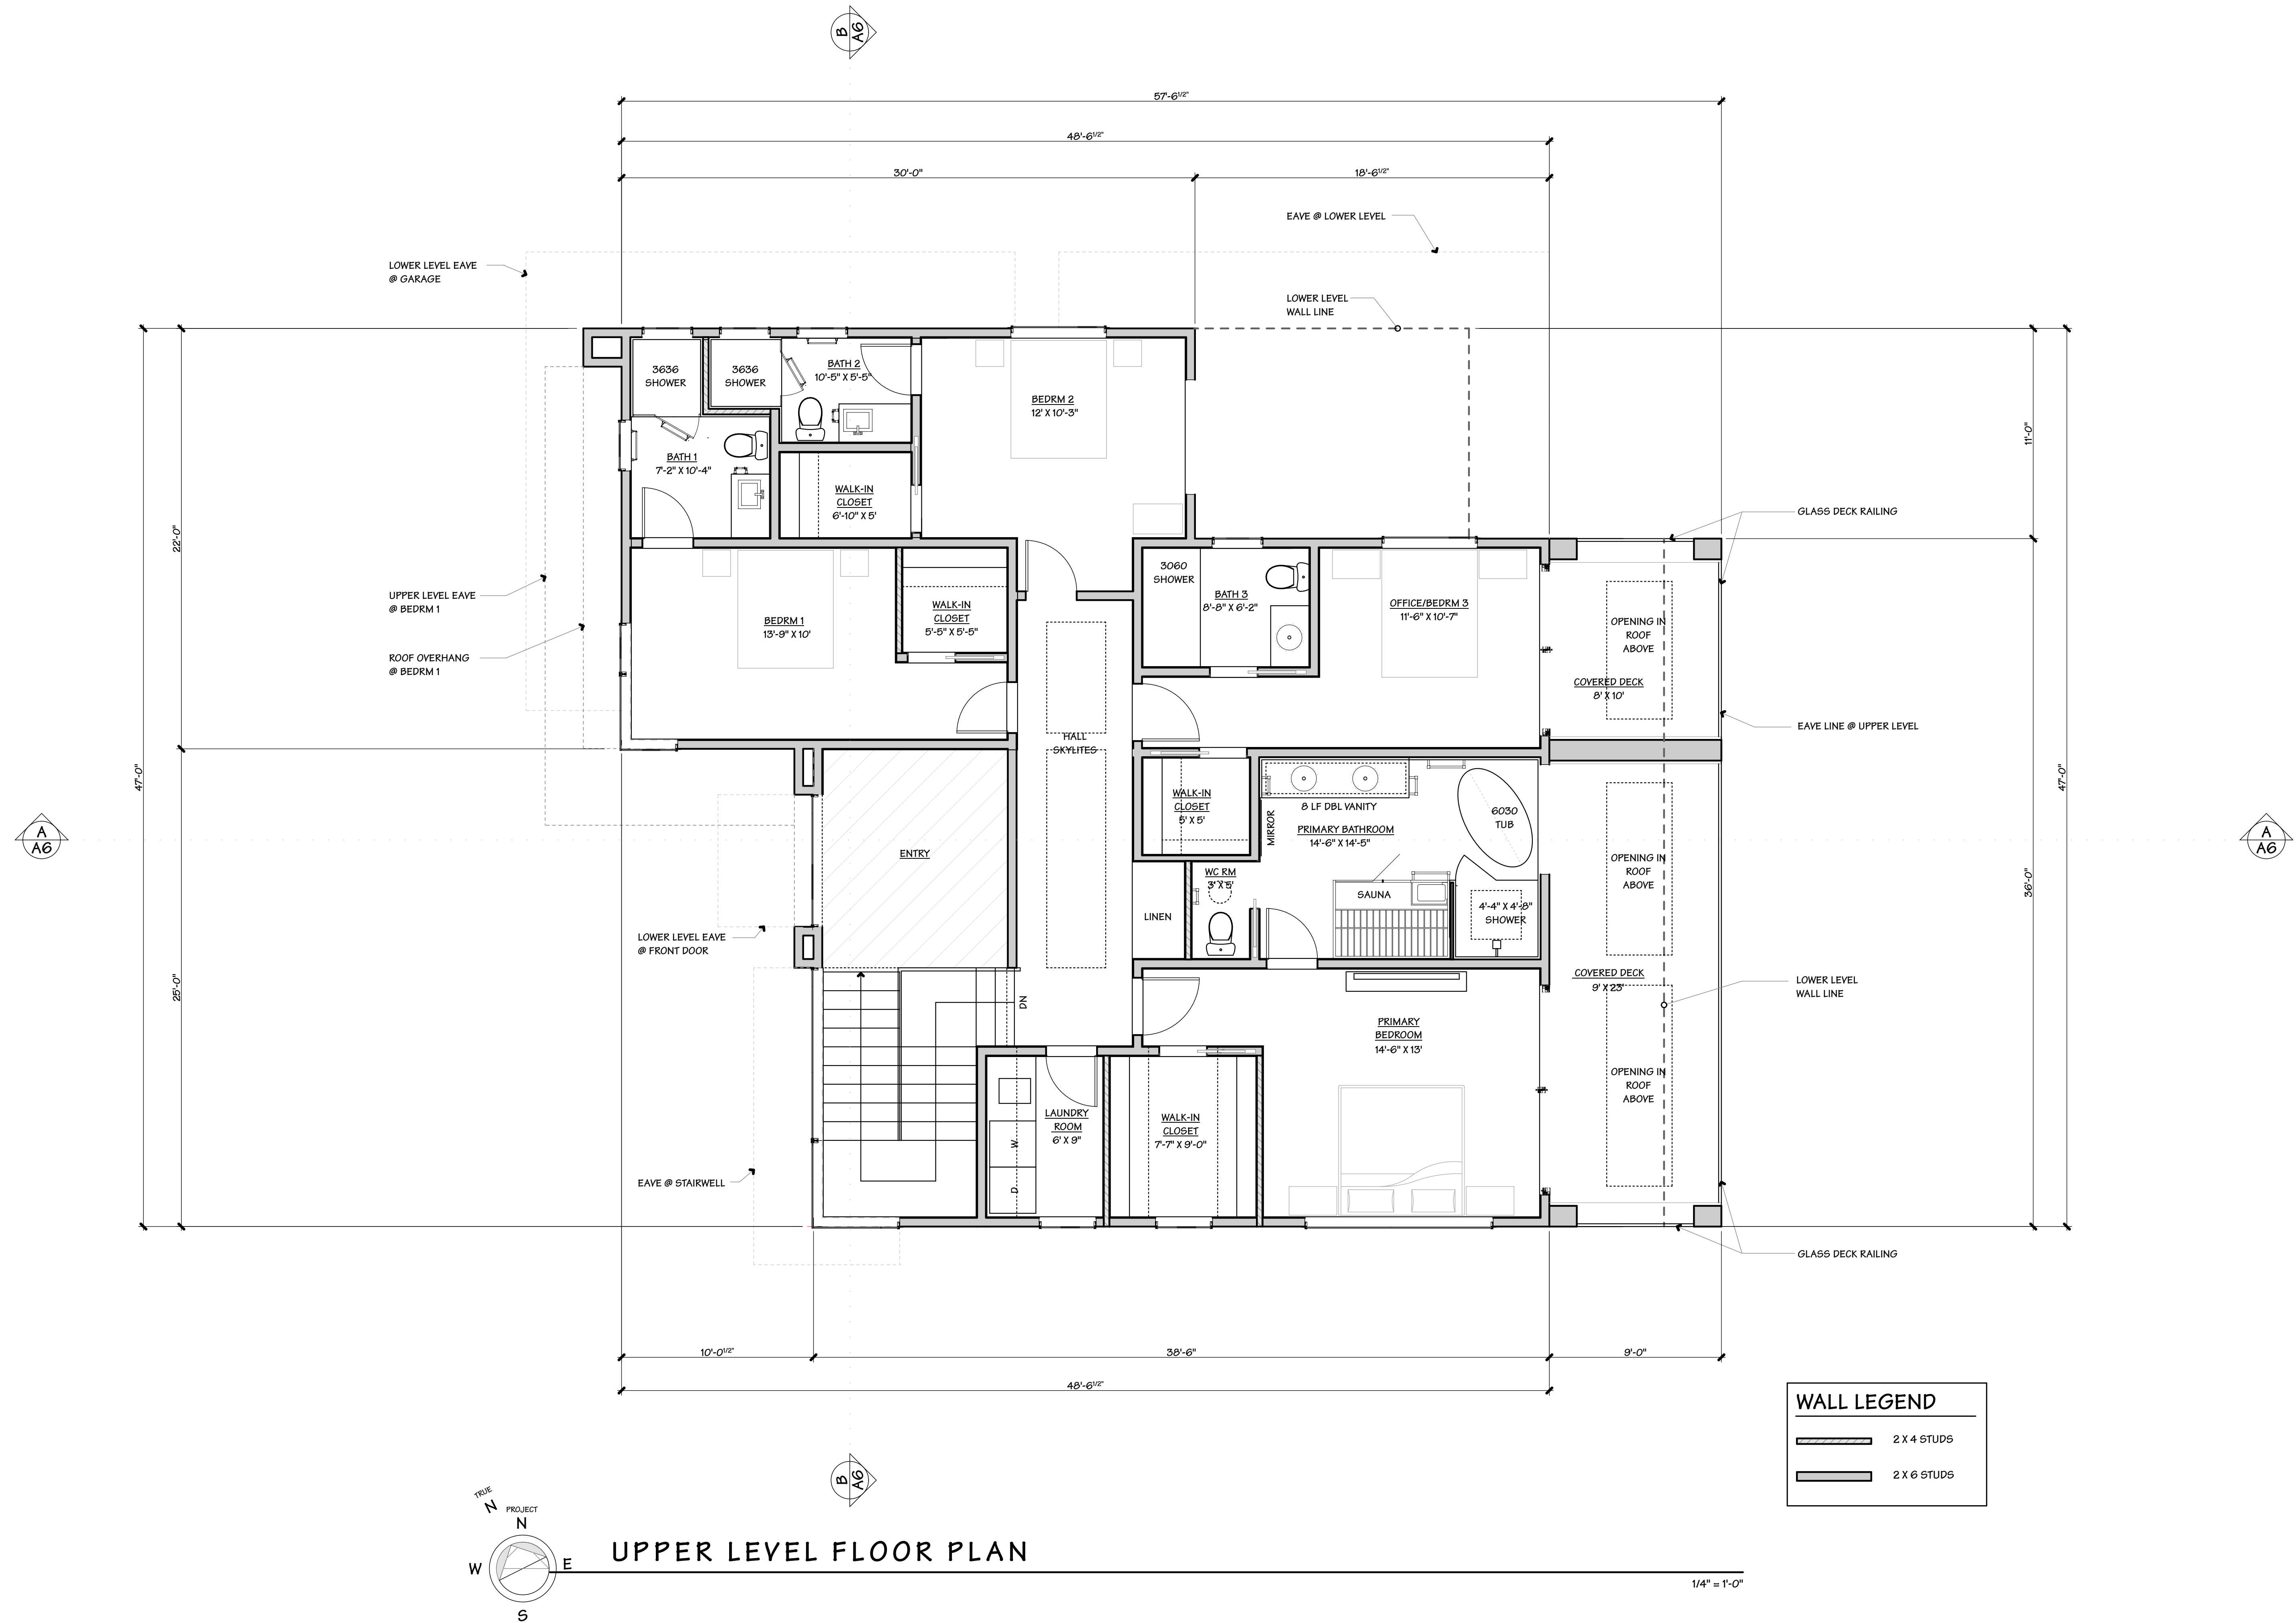 B
A6
57'-6 1/2"
48'-6 1/2"
30'-0"
18'-6 1/2"
EAVE @ LOWER LEVEL
LOWER LEVEL EAVE
@ GARAGE
LOWER LEVEL
WALL LINE
3636
SHOWER
3636
SHOWER
BATH 2
10'-5" X 5'-5"
BEDRM 2
12' X 10'-3"
11'-0"
BATH 1
7'-2" X 10'-4"
WALK-IN
CLOSET
6'-10" X 5'
22'-0"
GLASS DECK RAILING
UPPER LEVEL EAVE
@ BEDRM 1
ROOF OVERHANG
@ BEDRM 1
BEDRM 1
13'-9" X 10'
WALK-IN
CLOSET
5'-5" X 5'-5"
3060
SHOWER
BATH 3
8'-8" X 6'-2"
OFFICE/BEDRM 3
11'-6" X 10'-7"
OPENING IN
ROOF
ABOVE
COVERED DECK
8' X 10'
EAVE LINE @ UPPER LEVEL
HALL
SKYLITES
47'-0"
47'-0"
WALK-IN
CLOSET
5' X 5'
MIRROR
8 LF DBL VANITY
PRIMARY BATHROOM
14'-6" X 14'-5"
6030
TUB
A
A6
ENTRY
A
A6
OPENING IN
ROOF
ABOVE
36'-0"
WC RM
3' X 5'
SAUNA
4'-4" X 4'-8"
SHOWER
LINEN
LOWER LEVEL EAVE
@ FRONT DOOR
25'-0"
COVERED DECK
9' X 23'
LOWER LEVEL
WALL LINE
DN
PRIMARY
BEDROOM
14'-6" X 13'
OPENING IN
ROOF
ABOVE
LAUNDRY
ROOM
6' X 9"
W
D
WALK-IN
CLOSET
7'-7" X 9'-0"
EAVE @ STAIRWELL
GLASS DECK RAILING
10'-0 1/2"
38'-6"
9'-0"
48'-6 1/2"
WALL LEGEND
2 X 4 STUDS
2 X 6 STUDS
B
A6
TRUE
N
PROJECT
N
W
E
S
UPPER LEVEL FLOOR PLAN
1/4" = 1'-0"